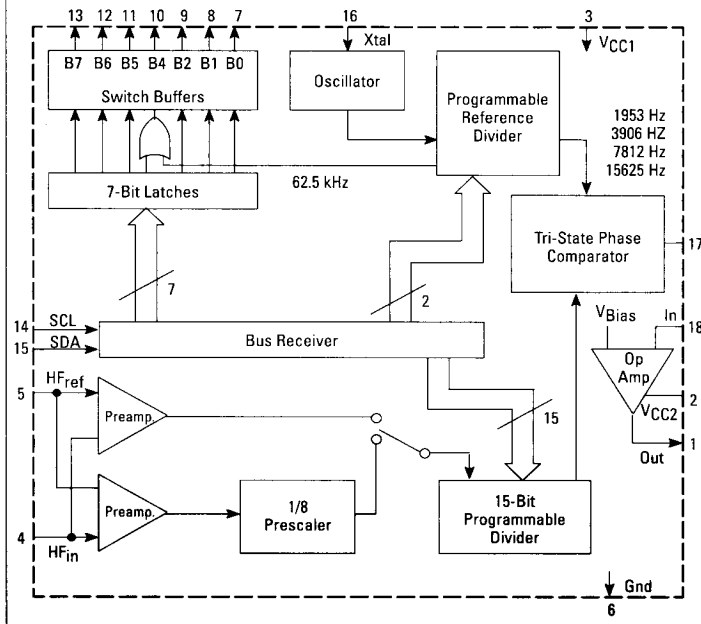 13 12 11 10 9 8 7 16 3
B7 B6 B5 B4 B2 B1 B0
Switch Buffers
Xtal
Oscillator
VCC1
Programmable
Reference
Divider
1953 Hz
3906 HZ
7812 Hz
15625 Hz
62.5 kHz
7-Bit Latches
Tri-State Phase
Comparator
17
7
2
14 SCL
15 SDA
Bus Receiver
VBias
In
18
Op
Amp
VCC2
2
1
Out
5 HFref
Preamp.
15
Preamp.
1/8
Prescaler
15-Bit
Programmable
Divider
4
HFin
Gnd
6